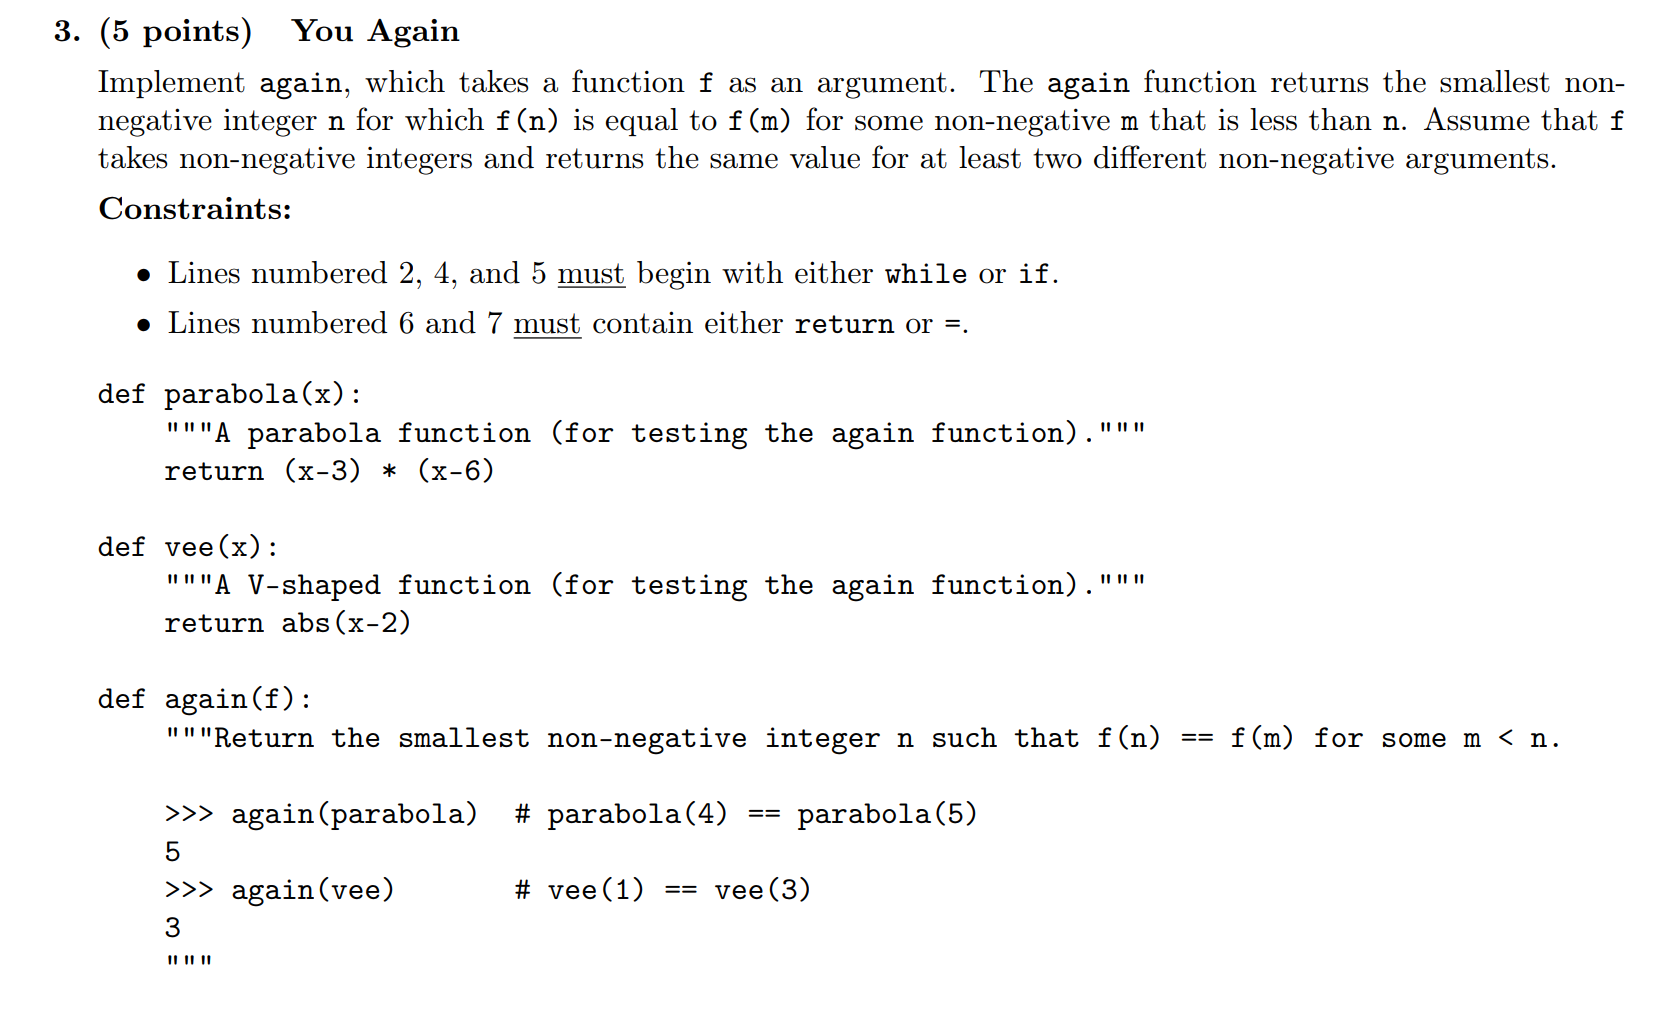 3. (5 points) You Again
Implement again, which takes a function f as an argument. The again function returns the smallest non-
negative integer n for which f(n) is equal to f(m) for some non-negative m that is less than n. Assume that f
takes non-negative integers and returns the same value for at least two different non-negative arguments.
Constraints:
• Lines numbered 2, 4, and 5 must begin with either while or if.
• Lines numbered 6 and 7 must contain either return or =.
def parabola(x):
    """A parabola function (for testing the again function)."""
    return (x-3) * (x-6)
def vee(x):
    """A V-shaped function (for testing the again function)."""
    return abs(x-2)
def again(f):
    """Return the smallest non-negative integer n such that f(n) == f(m) for some m < n.
    >>> again(parabola)  # parabola(4) == parabola(5)
    5
    >>> again(vee)       # vee(1) == vee(3)
    3
    """